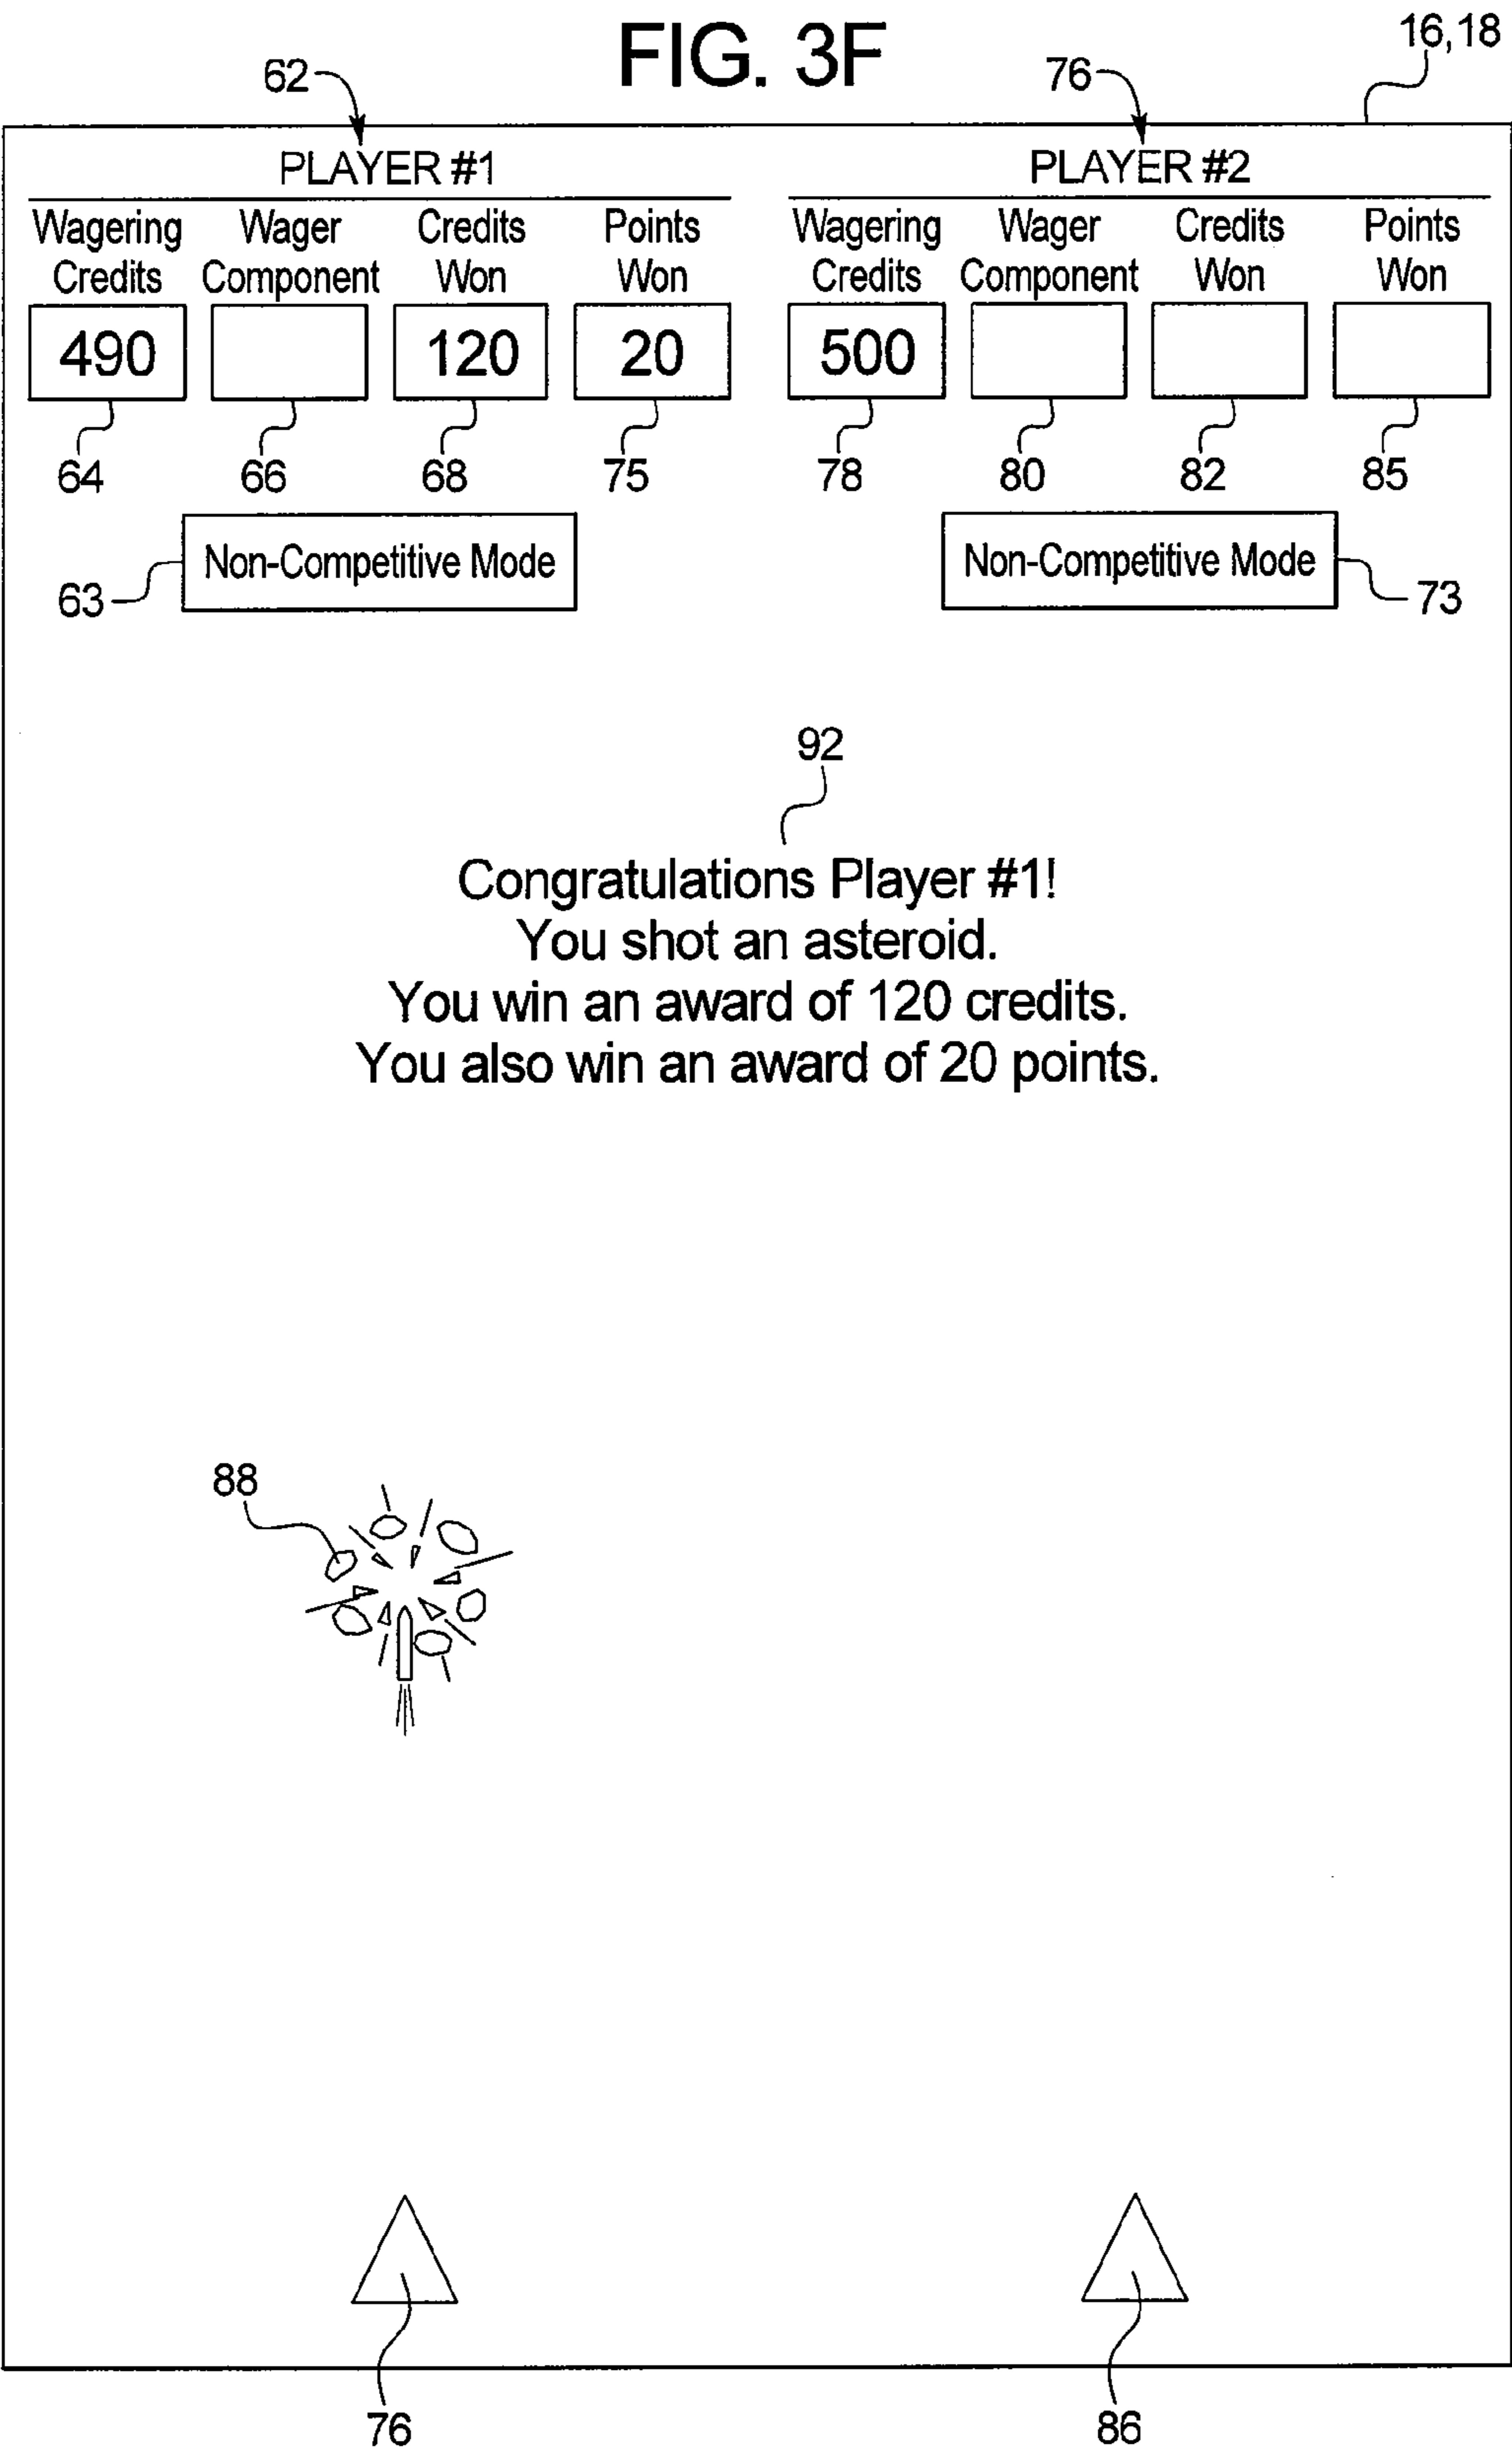 FIG. 3F
16,18
62
76
PLAYER #1
PLAYER #2
Wagering Credits
Wager Component
Credits Won
Points Won
Wagering Credits
Wager Component
Credits Won
Points Won
490
120
20
500
64
66
68
75
78
80
82
85
Non-Competitive Mode
Non-Competitive Mode
63
73
92
Congratulations Player #1!
You shot an asteroid.
You win an award of 120 credits.
You also win an award of 20 points.
88
76
86